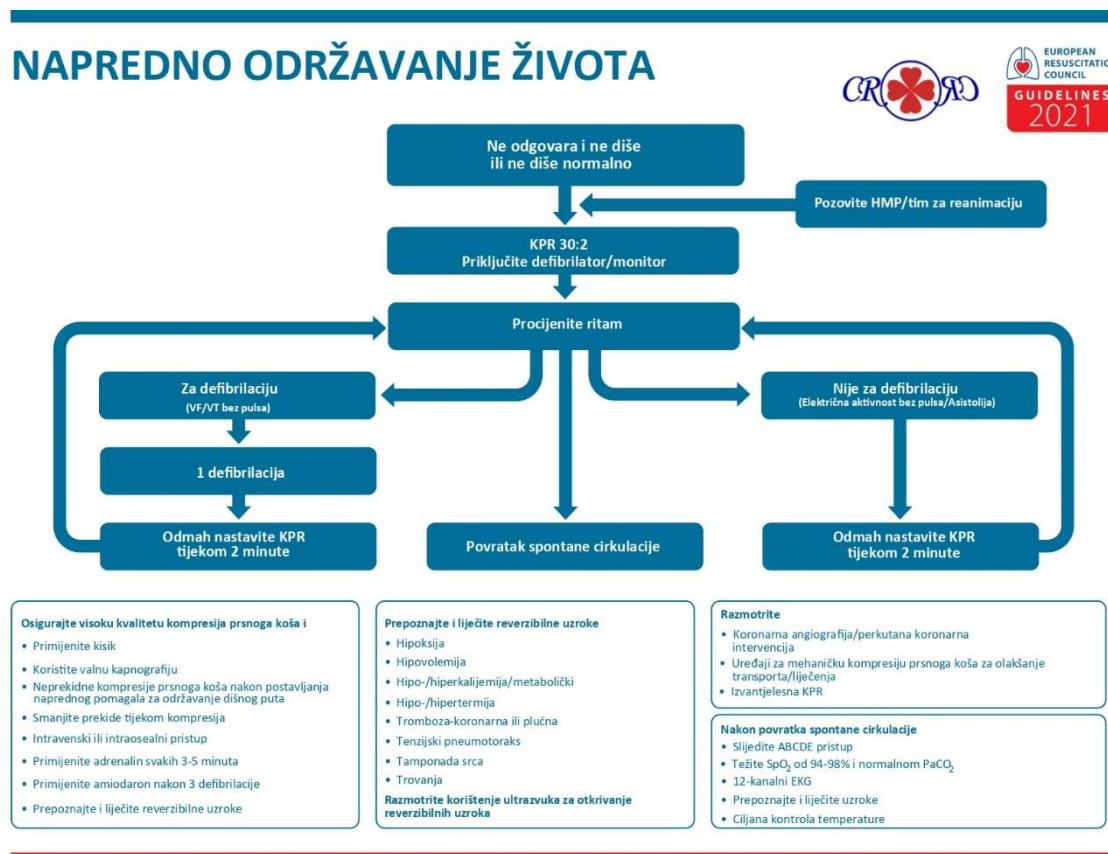 NAPREDNO ODRŽAVANJE ŽIVOTA
CRO
EUROPEAN
COUNCIL
GUIDELINES
2021
Ne odgovara i ne diše
ili ne diše normalno
Pozovite HMP/tim za reanimaciju
KPR 30:2
Priključite defibrilator/monitor
Procijenite ritam
Za defibrilaciju
(VF/VT bez pulsa)
Nije za defibrilaciju
(Električna aktivnost bez pulsa/Asistolija)
1 defibrilacija
Odmah nastavite KPR
tijekom 2 minute
Povratak spontane cirkulacije
Odmah nastavite KPR
tijekom 2 minute
Osigurajte visoku kvalitetu kompresija prsnoga koša i
• Primijenite kisik
• Koristite valnu kapnografiju
• Neprekidne kompresije prsnoga koša nakon postavljanja
naprednog pomagala za održavanje dišnog puta
• Smanjite prekide tijekom kompresija
• Intravenski ili intraosealni pristup
• Primijenite adrenalin svakih 3-5 minuta
• Primijenite amiodaron nakon 3 defibrilacije
• Prepoznajte i liječite reverzibilne uzroke
Prepoznajte i liječite reverzibilne uzroke
• Hipoksija
• Hipovolemija
• Hipo-/hiperkalijemija/metabolički
• Hipo-/hipertermija
• Tromboza-koronarna ili plućna
• Tenzijski pneumotoraks
• Tamponada srca
• Trovanja
Razmotrite korištenje ultrazvuka za otkrivanje
reverzibilnih uzroka
Razmotrite
• Koronarna angiografija/perkutana koronarna
intervencija
• Uređaji za mehaničku kompresiju prsnoga koša za olakšanje
transporta/liječenja
• Izvantjelesna KPR
Nakon povratka spontane cirkulacije
• Slijedite ABCDE pristup
• Težite SpO₂ od 94-98% i normalnom PaCO₂
• 12-kanalni EKG
• Prepoznajte i liječite uzroke
• Ciljana kontrola temperature